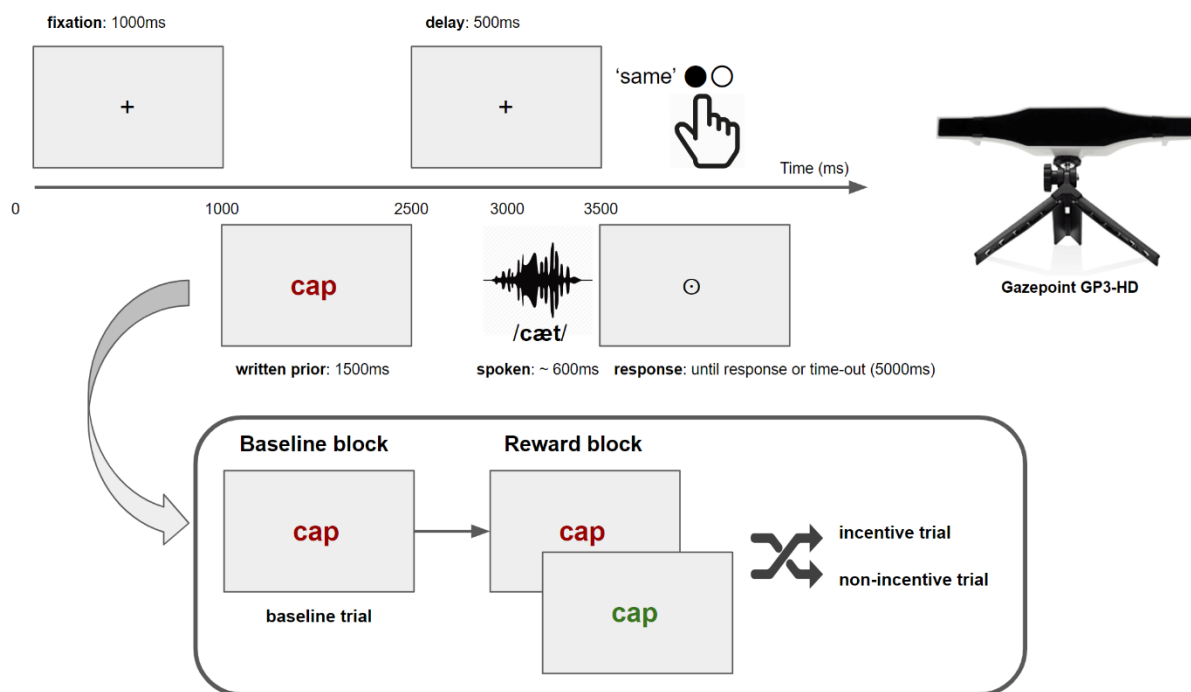 fixation: 1000ms
delay: 500ms
+
+
'same'
Time (ms)
0
1000
2500
3000
3500
cap
/cæt/
Gazepoint GP3-HD
written prior: 1500ms
spoken: ~ 600ms
response: until response or time-out (5000ms)
Baseline block
Reward block
cap
cap
cap
incentive trial
non-incentive trial
baseline trial